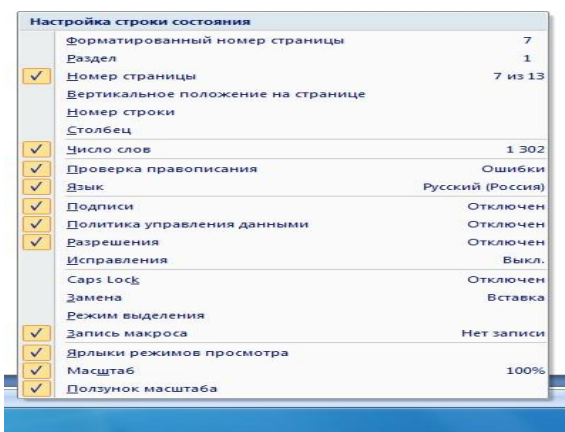 Настройка строки состояния
Форматированный номер страницы 7
Раздел 1
Номер страницы 7 из 13
Вертикальное положение на странице
Номер строки
Столбец
Число слов 1 302
Проверка правописания Ошибки
Язык Русский (Россия)
Подписи Отключен
Политика управления данными Отключен
Разрешения Отключен
Исправления Выкл.
Caps Lock Отключен
Замена Вставка
Режим выделения
Запись макроса Нет записи
Ярлыки режимов просмотра
Масштаб 100%
Ползунок масштаба